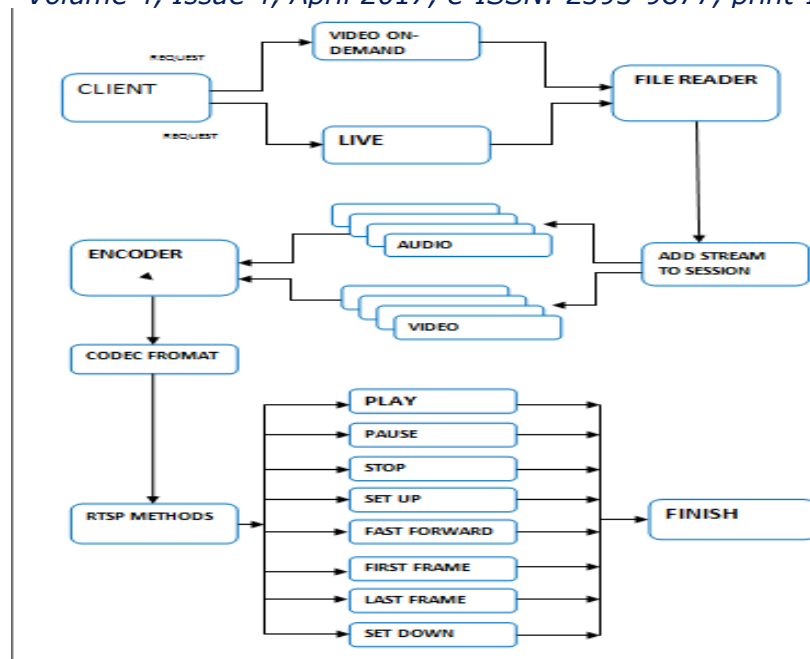 Volume 4, Issue 4, April 2017, e-ISSN: 2393-9877, print-
REQUEST
VIDEO ON-
DEMAND
CLIENT
FILE READER
REQUEST
LIVE
AUDIO
ENCODER
ADD STREAM
TO SESSION
VIDEO
CODEC FROMAT
PLAY
PAUSE
STOP
SET UP
RTSP METHODS
FINISH
FAST FORWARD
FIRST FRAME
LAST FRAME
SET DOWN